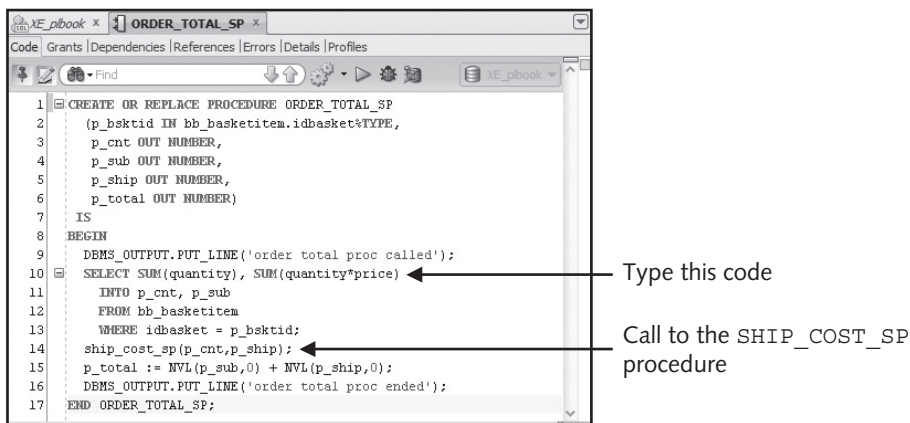 XE_plbook × ORDER_TOTAL_SP ×
Code Grants | Dependencies | References | Errors | Details | Profiles
Find XE_plbook
1 CREATE OR REPLACE PROCEDURE ORDER_TOTAL_SP
2 (p_bsktid IN bb_basketitem.idbasket%TYPE,
3 p_cnt OUT NUMBER,
4 p_sub OUT NUMBER,
5 p_ship OUT NUMBER,
6 p_total OUT NUMBER)
7 IS
8 BEGIN
9 DBMS_OUTPUT.PUT_LINE('order total proc called');
10 SELECT SUM(quantity), SUM(quantity*price)
11 INTO p_cnt, p_sub
12 FROM bb_basketitem
13 WHERE idbasket = p_bsktid;
14 ship_cost_sp(p_cnt,p_ship);
15 p_total := NVL(p_sub,0) + NVL(p_ship,0);
16 DBMS_OUTPUT.PUT_LINE('order total proc ended');
17 END ORDER_TOTAL_SP;
Type this code
Call to the SHIP_COST_SP
procedure